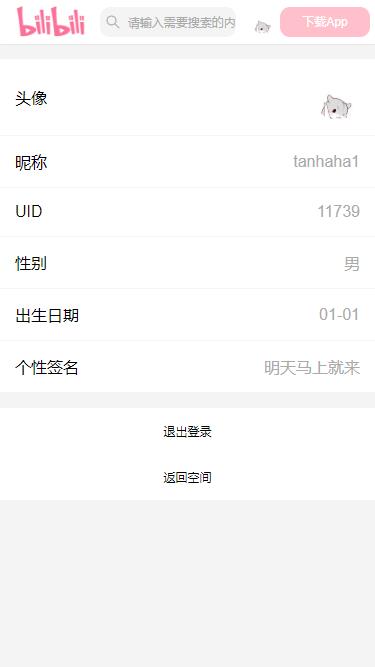 bilibili 请输入需要搜索的内 下载App
头像
昵称 tanhaha1
UID 11739
性别 男
出生日期 01-01
个性签名 明天马上就来
退出登录
返回空间